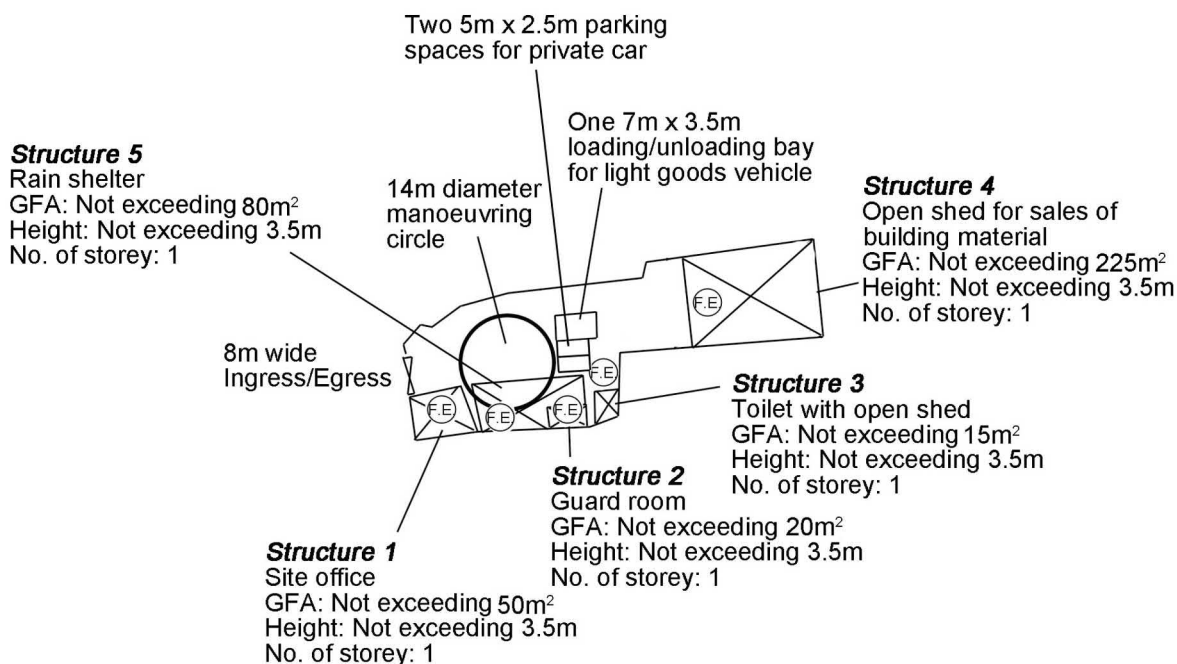 Two 5m x 2.5m parking
spaces for private car
One 7m x 3.5m
loading/unloading bay
for light goods vehicle
Structure 5
Rain shelter
GFA: Not exceeding 80m²
Height: Not exceeding 3.5m
No. of storey: 1
14m diameter
manoeuvring
circle
Structure 4
Open shed for sales of
building material
GFA: Not exceeding 225m²
Height: Not exceeding 3.5m
No. of storey: 1
F.E
8m wide
Ingress/Egress
F.E
F.E
F.E
F.E
Structure 3
Toilet with open shed
GFA: Not exceeding 15m²
Height: Not exceeding 3.5m
No. of storey: 1
Structure 2
Guard room
GFA: Not exceeding 20m²
Height: Not exceeding 3.5m
No. of storey: 1
Structure 1
Site office
GFA: Not exceeding 50m²
Height: Not exceeding 3.5m
No. of storey: 1